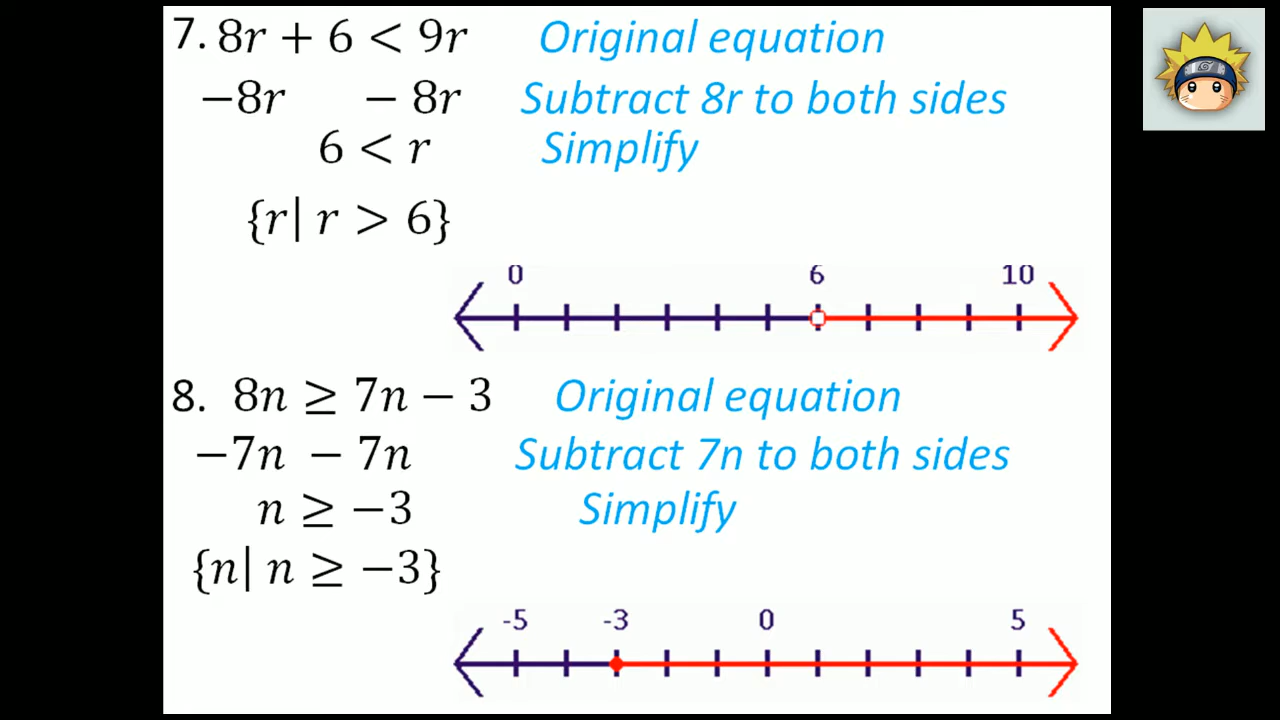 7. 8r + 6 < 9r Original equation
−8r − 8r Subtract 8r to both sides
6 < r Simplify
{r| r > 6}
0 6 10
8. 8n ≥ 7n − 3 Original equation
−7n − 7n Subtract 7n to both sides
n ≥ −3 Simplify
{n| n ≥ −3}
-5 -3 0 5